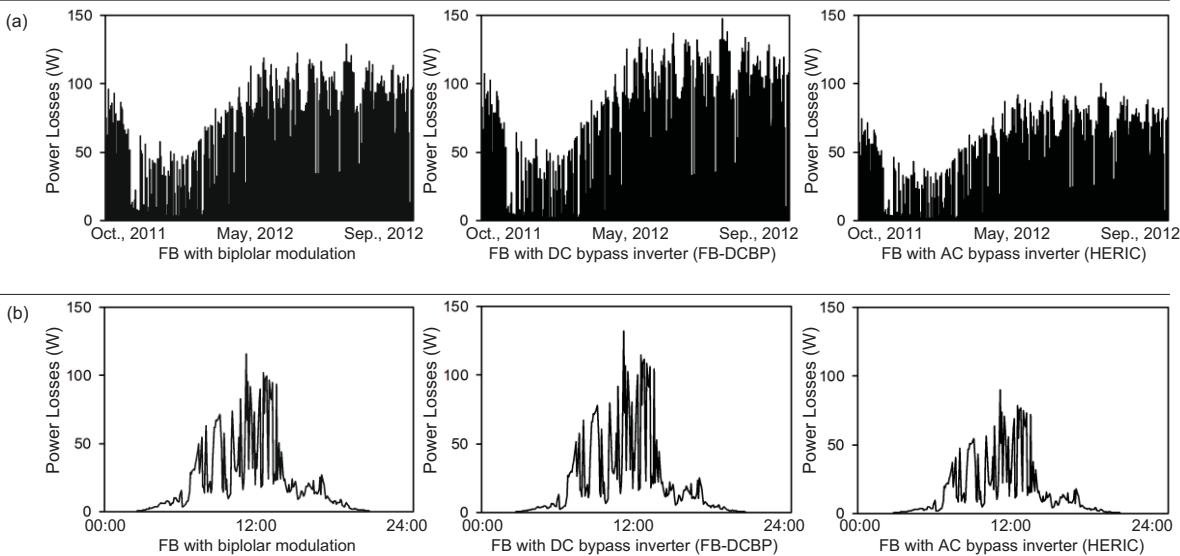 (a)
Power Losses (W)
150
100
50
0
Oct., 2011 May, 2012 Sep., 2012
FB with biplolar modulation
Power Losses (W)
150
100
50
0
Oct., 2011 May, 2012 Sep., 2012
FB with DC bypass inverter (FB-DCBP)
Power Losses (W)
150
100
50
0
Oct., 2011 May, 2012 Sep., 2012
FB with AC bypass inverter (HERIC)
(b)
Power Losses (W)
150
100
50
0
00:00 12:00 24:00
FB with biplolar modulation
Power Losses (W)
150
100
50
0
00:00 12:00 24:00
FB with DC bypass inverter (FB-DCBP)
Power Losses (W)
150
100
50
0
00:00 12:00 24:00
FB with AC bypass inverter (HERIC)